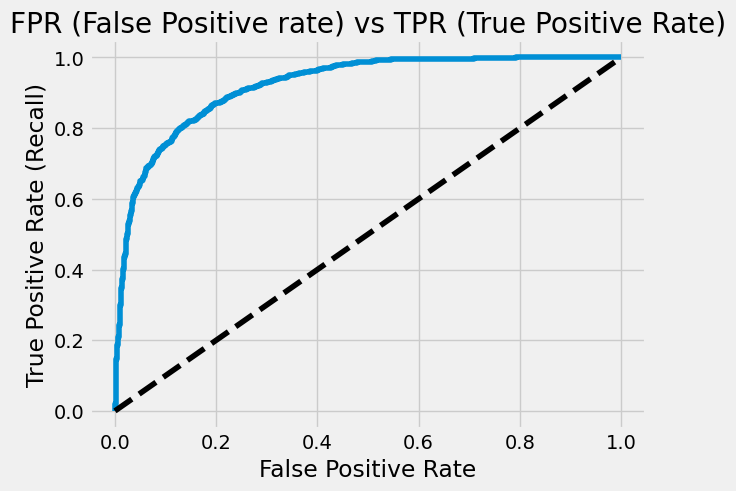 FPR (False Positive rate) vs TPR (True Positive Rate)
True Positive Rate (Recall)
1.0
0.8
0.6
0.4
0.2
0.0
0.0 0.2 0.4 0.6 0.8 1.0
False Positive Rate